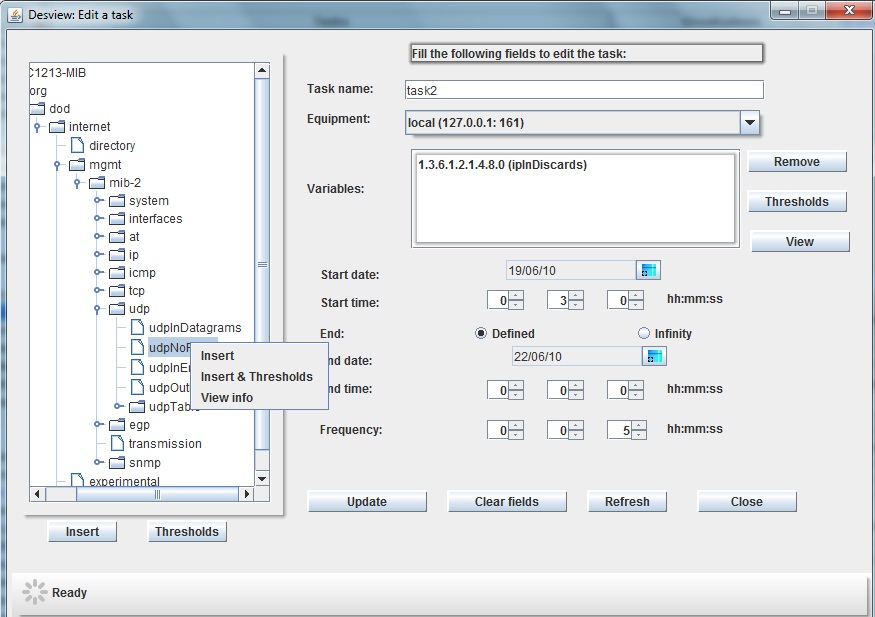 Desview: Edit a task
Fill the following fields to edit the task:
C1213-MIB
org
dod
internet
directory
mgmt
mib-2
system
interfaces
at
ip
icmp
tcp
udp
udpInDatagrams
udpNoP
udpInEr
udpOut
udpTab
egp
transmission
snmp
experimental
Insert
Insert & Thresholds
View info
Insert Thresholds
Task name: task2
Equipment: local (127.0.0.1: 161)
Variables: 1.3.6.1.2.1.4.8.0 (ipInDiscards)
Remove
Thresholds
View
Start date: 19/06/10
Start time: 0 3 0 hh:mm:ss
End: Defined Infinity
nd date: 22/06/10
nd time: 0 0 0 hh:mm:ss
Frequency: 0 0 5 hh:mm:ss
Update Clear fields Refresh Close
Ready